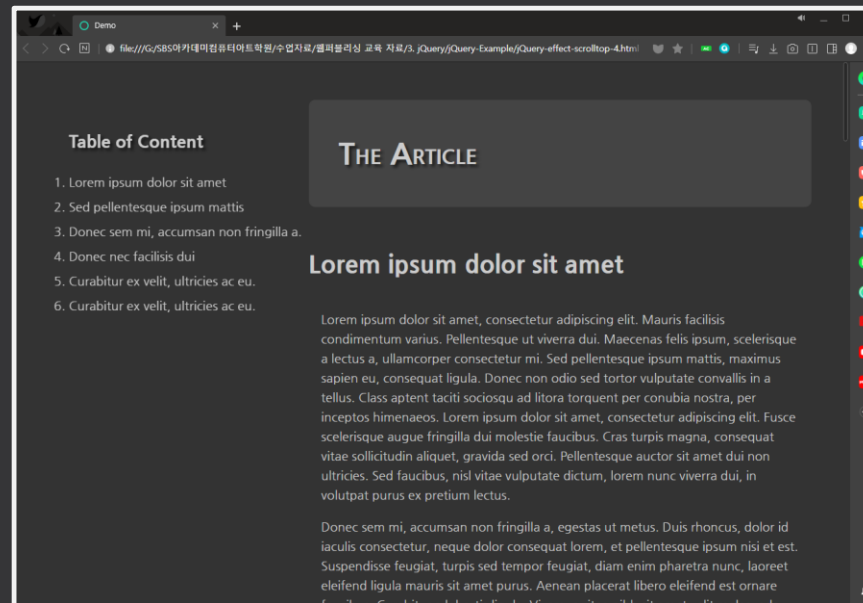 Demo
file:///G:/SBS아카데미컴퓨터아트학원/수업자료/웹퍼블리싱 교육 자료/3. jQuery/jQuery-Example/jQuery-effect-scrolltop-4.html
Table of Content
1. Lorem ipsum dolor sit amet
2. Sed pellentesque ipsum mattis
3. Donec sem mi, accumsan non fringilla a.
4. Donec nec facilisis dui
5. Curabitur ex velit, ultricies ac eu.
6. Curabitur ex velit, ultricies ac eu.
The Article
Lorem ipsum dolor sit amet
Lorem ipsum dolor sit amet, consectetur adipiscing elit. Mauris facilisis
condimentum varius. Pellentesque ut viverra dui. Maecenas felis ipsum, scelerisque
a lectus a, ullamcorper consectetur mi. Sed pellentesque ipsum mattis, maximus
sapien eu, consequat ligula. Donec non odio sed tortor vulputate convallis in a
tellus. Class aptent taciti sociosqu ad litora torquent per conubia nostra, per
inceptos himenaeos. Lorem ipsum dolor sit amet, consectetur adipiscing elit. Fusce
scelerisque augue fringilla dui molestie faucibus. Cras turpis magna, consequat
vitae sollicitudin aliquet, gravida sed orci. Pellentesque auctor sit amet dui non
ultricies. Sed faucibus, nisl vitae vulputate dictum, lorem nunc viverra dui, in
volutpat purus ex pretium lectus.
Donec sem mi, accumsan non fringilla a, egestas ut metus. Duis rhoncus, dolor id
iaculis consectetur, neque dolor consequat lorem, et pellentesque ipsum nisi et est.
Suspendisse feugiat, turpis sed tempor feugiat, diam enim pharetra nunc, laoreet
eleifend ligula mauris sit amet purus. Aenean placerat libero eleifend est ornare